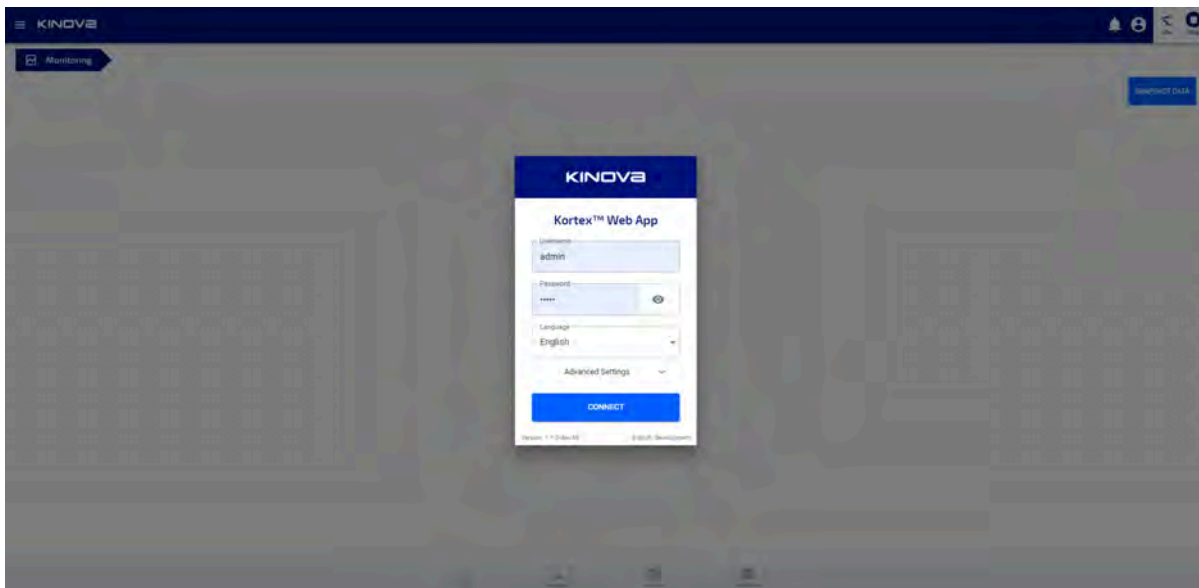 KINOVA
Monitoring
SNAPSHOT DATA
KINOVA
Kortex™ Web App
Username
admin
Password
•••••
Language
English
Advanced Settings
CONNECT